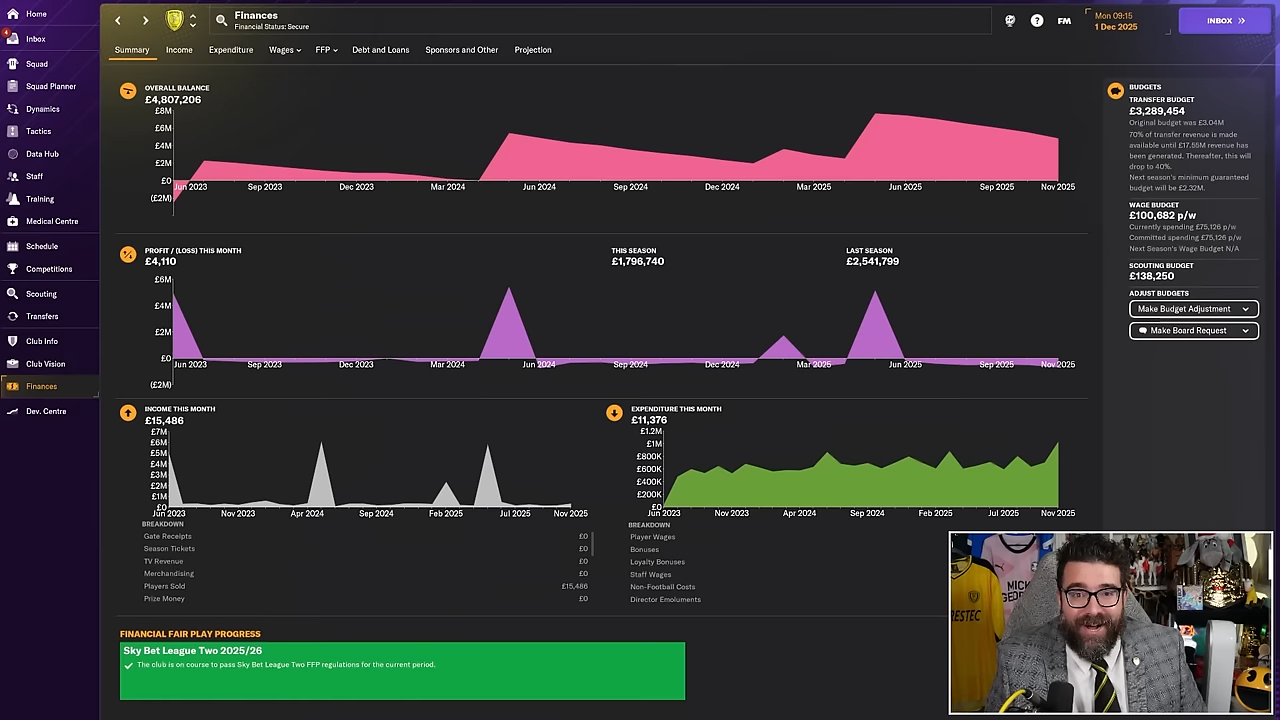 Home
4
Inbox
Squad
Squad Planner
Dynamics
Tactics
Data Hub
Staff
Training
Medical Centre
Schedule
Competitions
Scouting
Transfers
Club Info
Club Vision
Finances
Dev. Centre
Finances
Financial Status: Secure
?
FM
Mon 09:15
1 Dec 2025
INBOX
Summary
Income
Expenditure
Wages
FFP
Debt and Loans
Sponsors and Other
Projection
OVERALL BALANCE
£4,807,206
£8M
£6M
£4M
£2M
£0
(£2M)
Jun 2023
Sep 2023
Dec 2023
Mar 2024
Jun 2024
Sep 2024
Dec 2024
Mar 2025
Jun 2025
Sep 2025
Nov 2025
PROFIT / (LOSS) THIS MONTH
£4,110
THIS SEASON
£1,796,740
LAST SEASON
£2,541,799
£6M
£4M
£2M
£0
(£2M)
Jun 2023
Sep 2023
Dec 2023
Mar 2024
Jun 2024
Sep 2024
Dec 2024
Mar 2025
Jun 2025
Sep 2025
Nov 2025
INCOME THIS MONTH
£15,486
£7M
£6M
£5M
£4M
£3M
£2M
£1M
£0
Jun 2023
Nov 2023
Apr 2024
Sep 2024
Feb 2025
Jul 2025
Nov 2025
BREAKDOWN
Gate Receipts £0
Season Tickets £0
TV Revenue £0
Merchandising £0
Players Sold £15,486
Prize Money £0
EXPENDITURE THIS MONTH
£11,376
£1.2M
£1M
£800K
£600K
£400K
£200K
£0
Jun 2023
Nov 2023
Apr 2024
Sep 2024
Feb 2025
Jul 2025
Nov 2025
BREAKDOWN
Player Wages
Bonuses
Loyalty Bonuses
Staff Wages
Non-Football Costs
Director Emoluments
FINANCIAL FAIR PLAY PROGRESS
Sky Bet League Two 2025/26
The club is on course to pass Sky Bet League Two FFP regulations for the current period.
BUDGETS
TRANSFER BUDGET
£3,289,454
Original budget was £3.04M
70% of transfer revenue is made
available until £17.55M revenue has
been generated. Thereafter, this will
drop to 40%.
Next season's minimum guaranteed
budget will be £2.32M.
WAGE BUDGET
£100,682 p/w
Currently spending £75,126 p/w
Committed spending £75,126 p/w
Next Season's Wage Budget N/A
SCOUTING BUDGET
£138,250
ADJUST BUDGETS
Make Budget Adjustment
Make Board Request
RESTEC
MICK